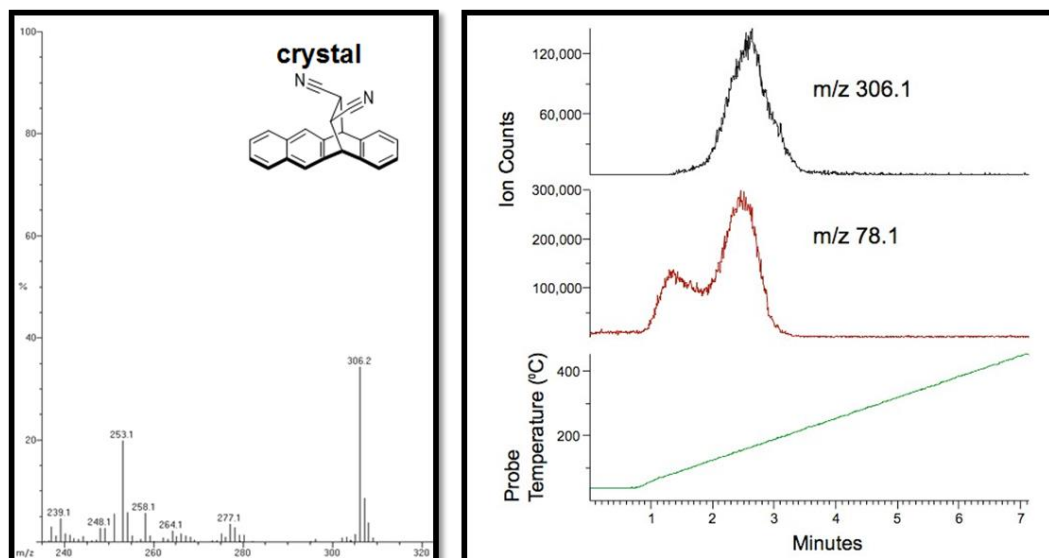 100
crystal
N
N
80
60
%
40
306.2
253.1
20
258.1
239.1
248.1
264.1
277.1
m/z
240
260
280
300
320
Ion Counts
120,000
m/z 306.1
60,000
300,000
m/z 78.1
200,000
100,000
Probe
Temperature (⁰C)
400
200
1 2 3 4 5 6 7
Minutes